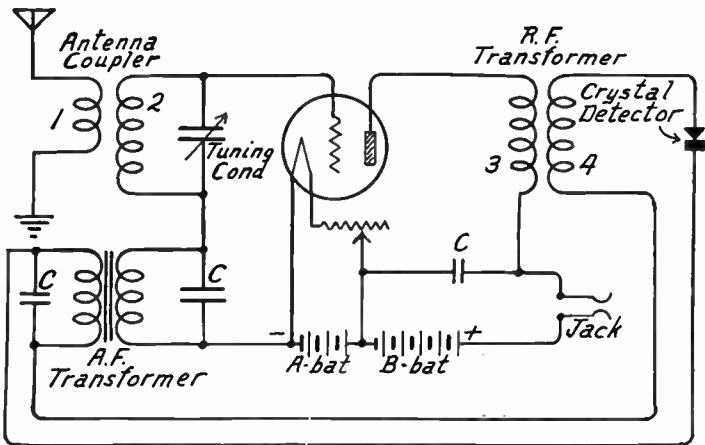 Antenna
Coupler
1
2
Tuning
Cond
R.F.
Transformer
Crystal
Detector
3
4
C
C
C
A.F.
Transformer
-
A-bat
B-bat
+
Jack